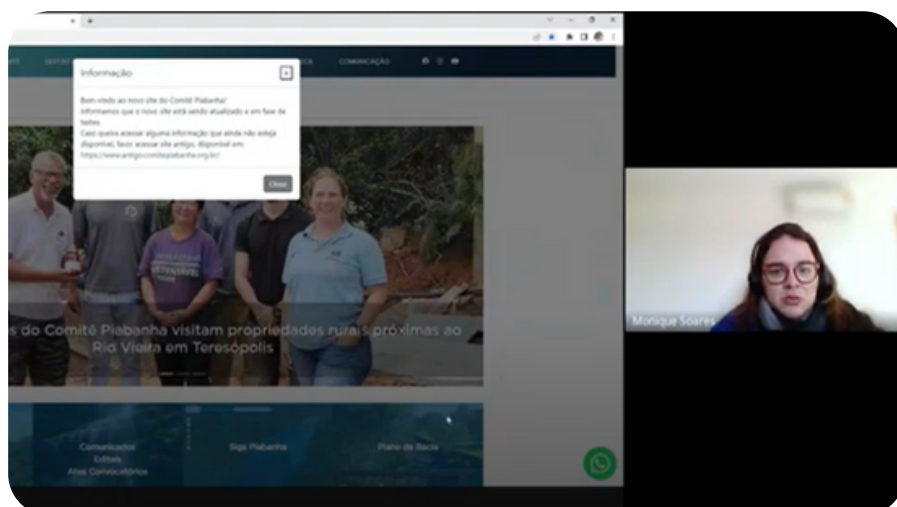 COMUNICAÇÃO
Informação
Bem-vindo ao novo site do Comitê Piabanha!
Informamos que o novo site está sendo atualizado e em fase de
testes.
Caso queira acessar alguma informação que ainda não esteja
disponível, favor acessar site antigo, disponível em:
https://www.antigo.comitepiabanha.org.br/
Close
SUSTENTÁVEL
s do Comitê Piabanha visitam propriedades rurais próximas ao
Rio Vieira em Teresópolis
Comunicados
Editais
Atos Convocatórios
Siga Piabanha
Plano de Bacia
Monique Soares